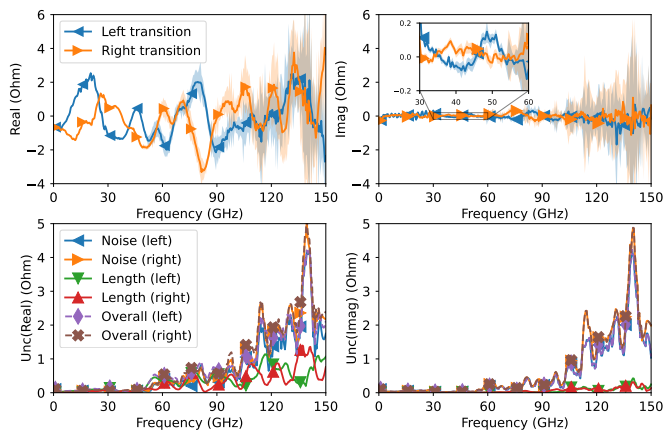 Real (Ohm)
6
4
2
0
−2
−4
Left transition
Right transition
0 30 60 90 120 150
Frequency (GHz)
Imag (Ohm)
6
4
2
0
−2
−4
0.2
0.0
−0.2
30 40 50 60
0 30 60 90 120 150
Frequency (GHz)
Unc(Real) (Ohm)
5
4
3
2
1
0
Noise (left)
Noise (right)
Length (left)
Length (right)
Overall (left)
Overall (right)
0 30 60 90 120 150
Frequency (GHz)
Unc(Imag) (Ohm)
5
4
3
2
1
0
0 30 60 90 120 150
Frequency (GHz)